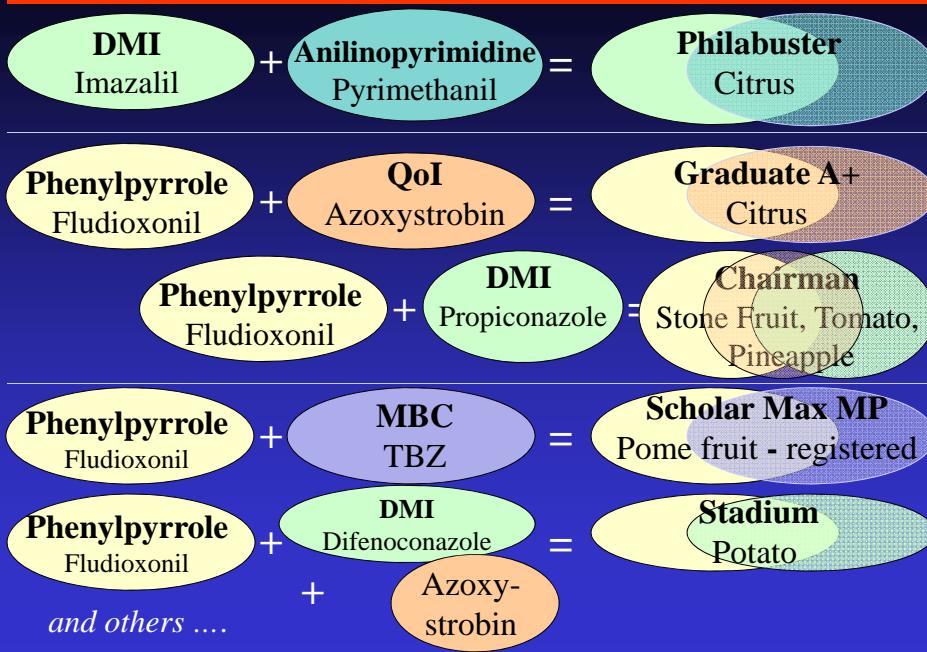 DMI
Imazalil
+
Anilinopyrimidine
Pyrimethanil
=
Philabuster
Citrus
Phenylpyrrole
Fludioxonil
+
QoI
Azoxystrobin
=
Graduate A+
Citrus
Phenylpyrrole
Fludioxonil
+
DMI
Propiconazole
=
Chairman
Stone Fruit, Tomato,
Pineapple
Phenylpyrrole
Fludioxonil
+
MBC
TBZ
=
Scholar Max MP
Pome fruit - registered
Phenylpyrrole
Fludioxonil
+
DMI
Difenoconazole
+
Azoxy-
strobin
=
Stadium
Potato
and others ....